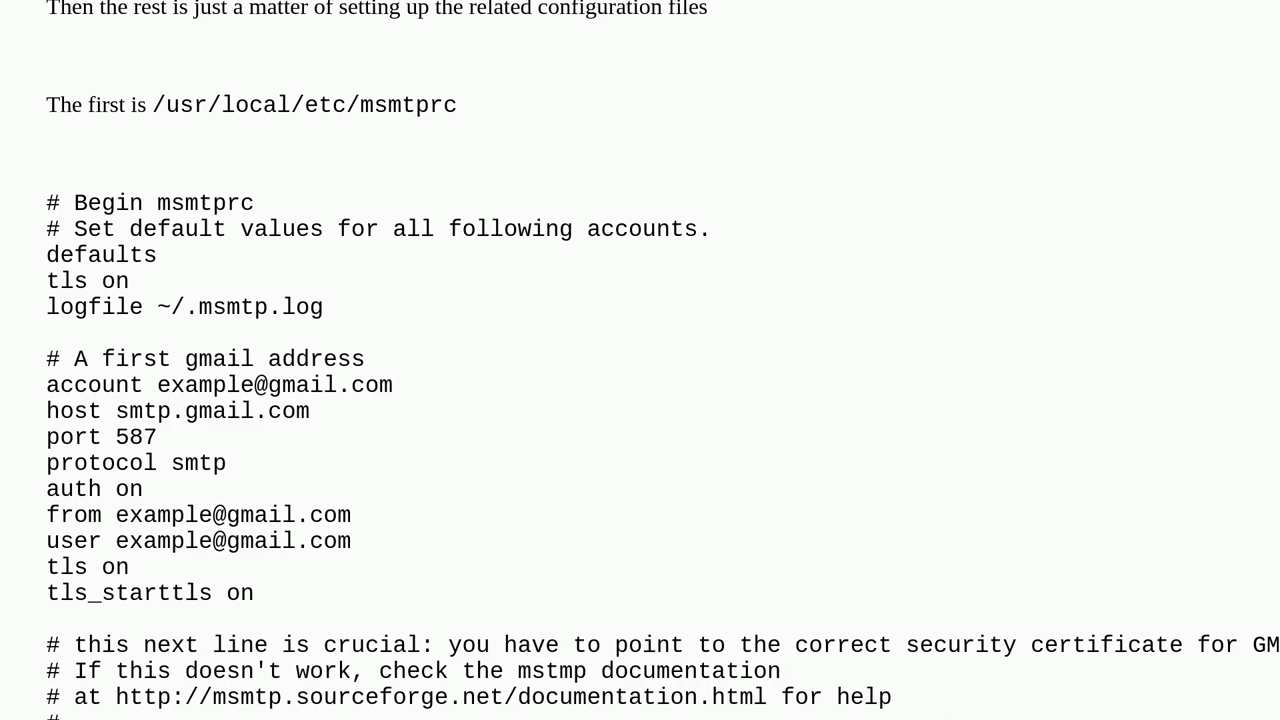 Then the rest is just a matter of setting up the related configuration files
The first is /usr/local/etc/msmtprc
# Begin msmtprc
# Set default values for all following accounts.
defaults
tls on
logfile ~/.msmtp.log
# A first gmail address
account example@gmail.com
host smtp.gmail.com
port 587
protocol smtp
auth on
from example@gmail.com
user example@gmail.com
tls on
tls_starttls on
# this next line is crucial: you have to point to the correct security certificate for GM
# If this doesn't work, check the mstmp documentation
# at http://msmtp.sourceforge.net/documentation.html for help
#